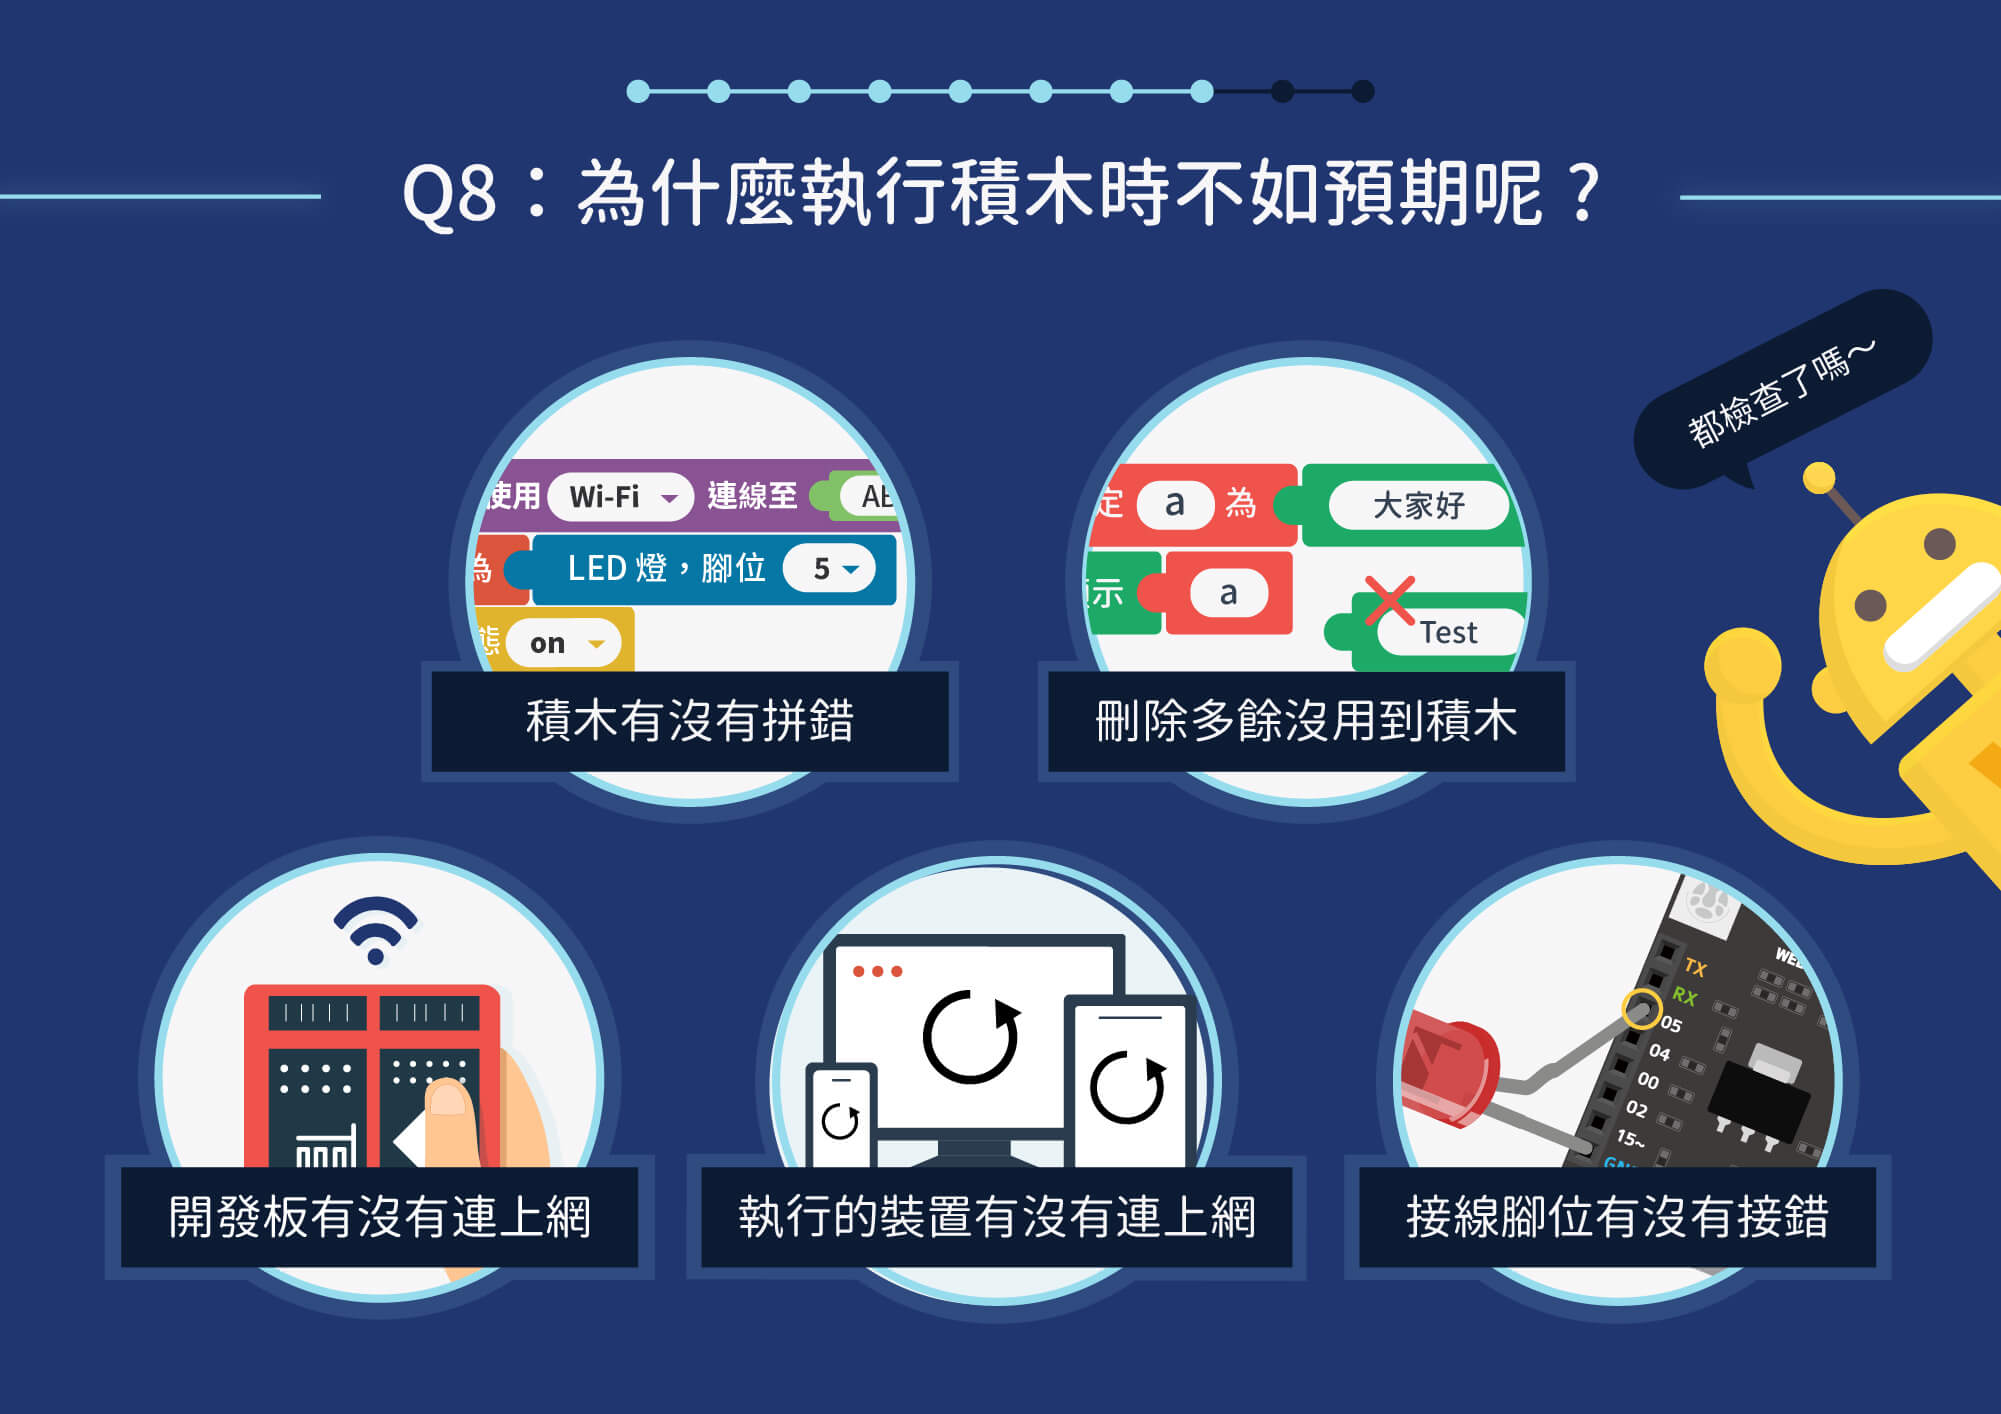 Q8：為什麼執行積木時不如預期呢？
都檢查了嗎～
使用 Wi-Fi 連線至
為 LED 燈，腳位 5
態 on
積木有沒有拼錯
定 a 為 大家好
示 a
Test
刪除多餘沒用到積木
開發板有沒有連上網
執行的裝置有沒有連上網
TX
RX
05
04
00
02
15~
接線腳位有沒有接錯